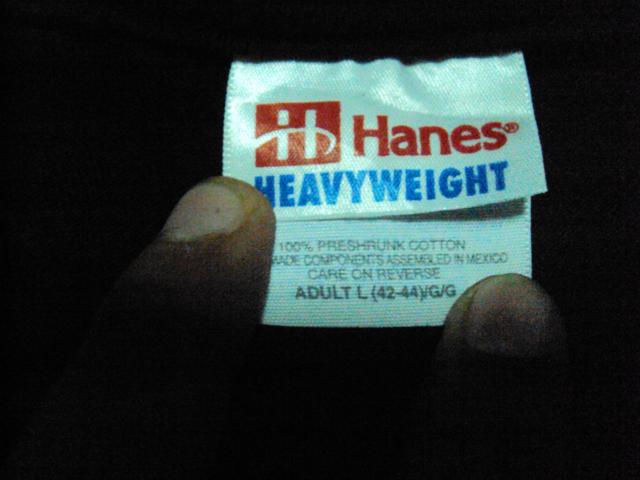 Hanes®
HEAVYWEIGHT
100% PRESHRUNK COTTON
MADE COMPONENTS ASSEMBLED IN MEXICO
CARE ON REVERSE
ADULT L (42-44)/G/G